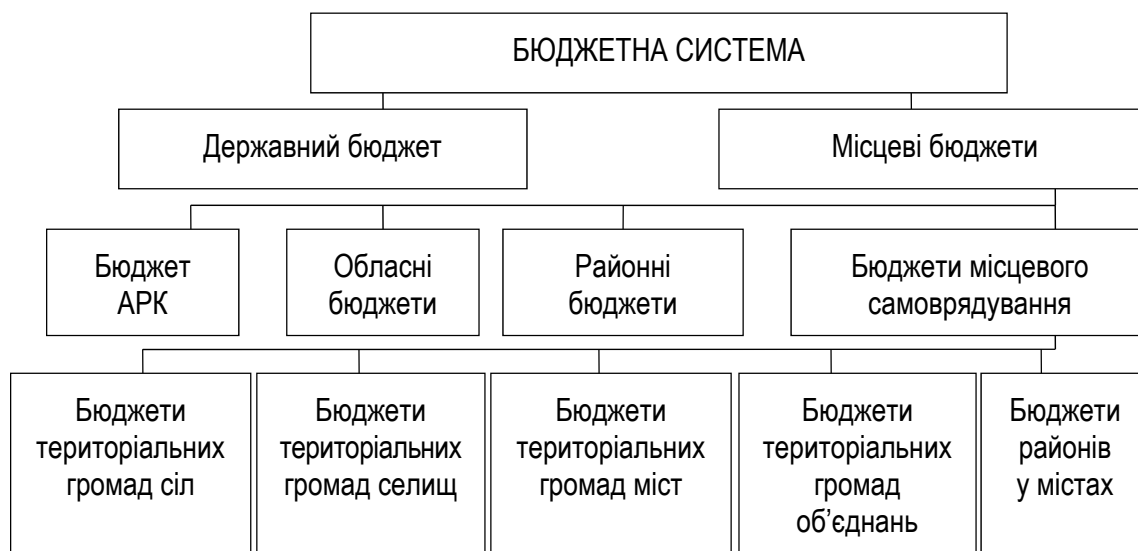 БЮДЖЕТНА СИСТЕМА
Державний бюджет
Місцеві бюджети
Бюджет
АРК
Обласні
бюджети
Районні
бюджети
Бюджети місцевого
самоврядування
Бюджети
територіальних
громад сіл
Бюджети
територіальних
громад селищ
Бюджети
територіальних
громад міст
Бюджети
територіальних
громад
об’єднань
Бюджети
районів
у містах